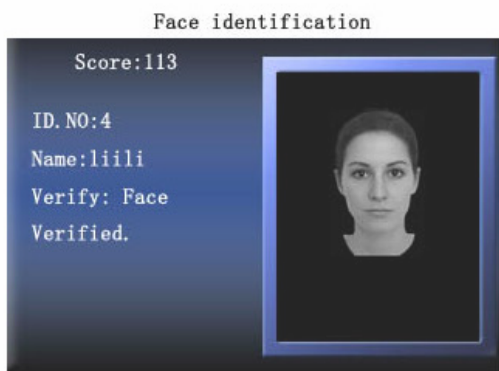 Face identification
Score:113
ID.NO:4
Name:liili
Verify: Face
Verified.